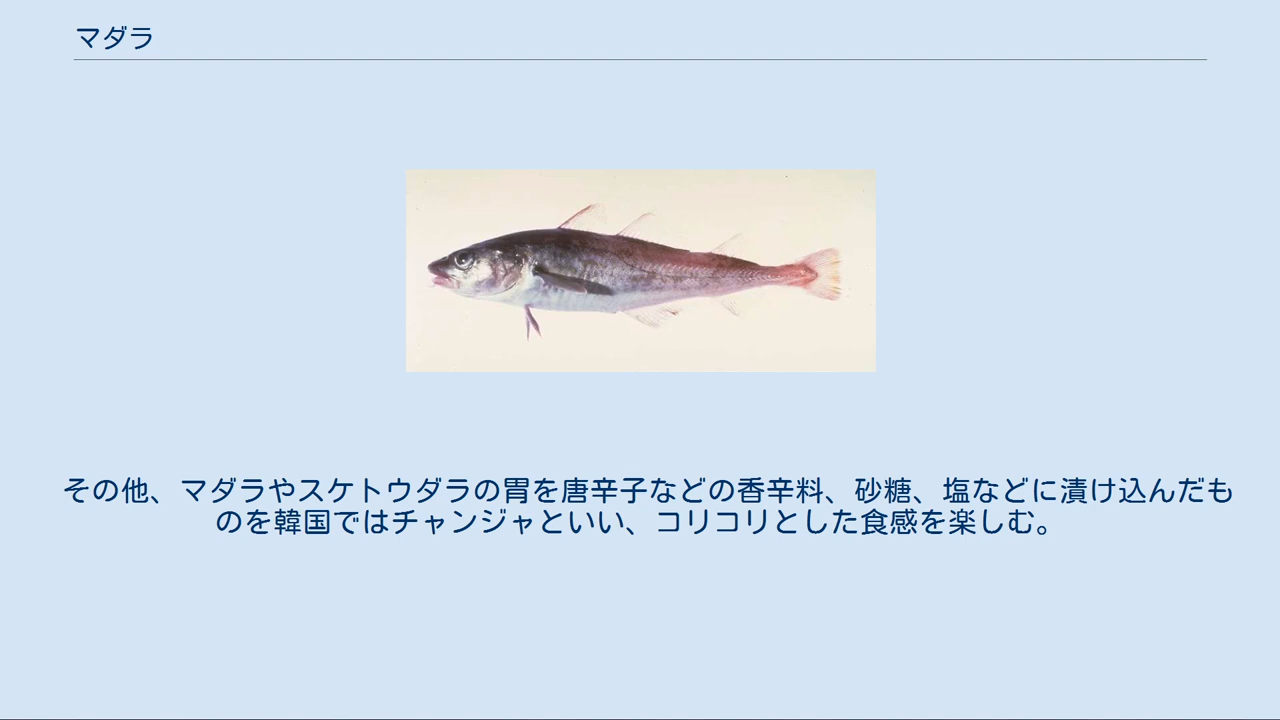 マダラ
その他、マダラやスケトウダラの胃を唐辛子などの香辛料、砂糖、塩などに漬け込んだも
のを韓国ではチャンジャといい、コリコリとした食感を楽しむ。